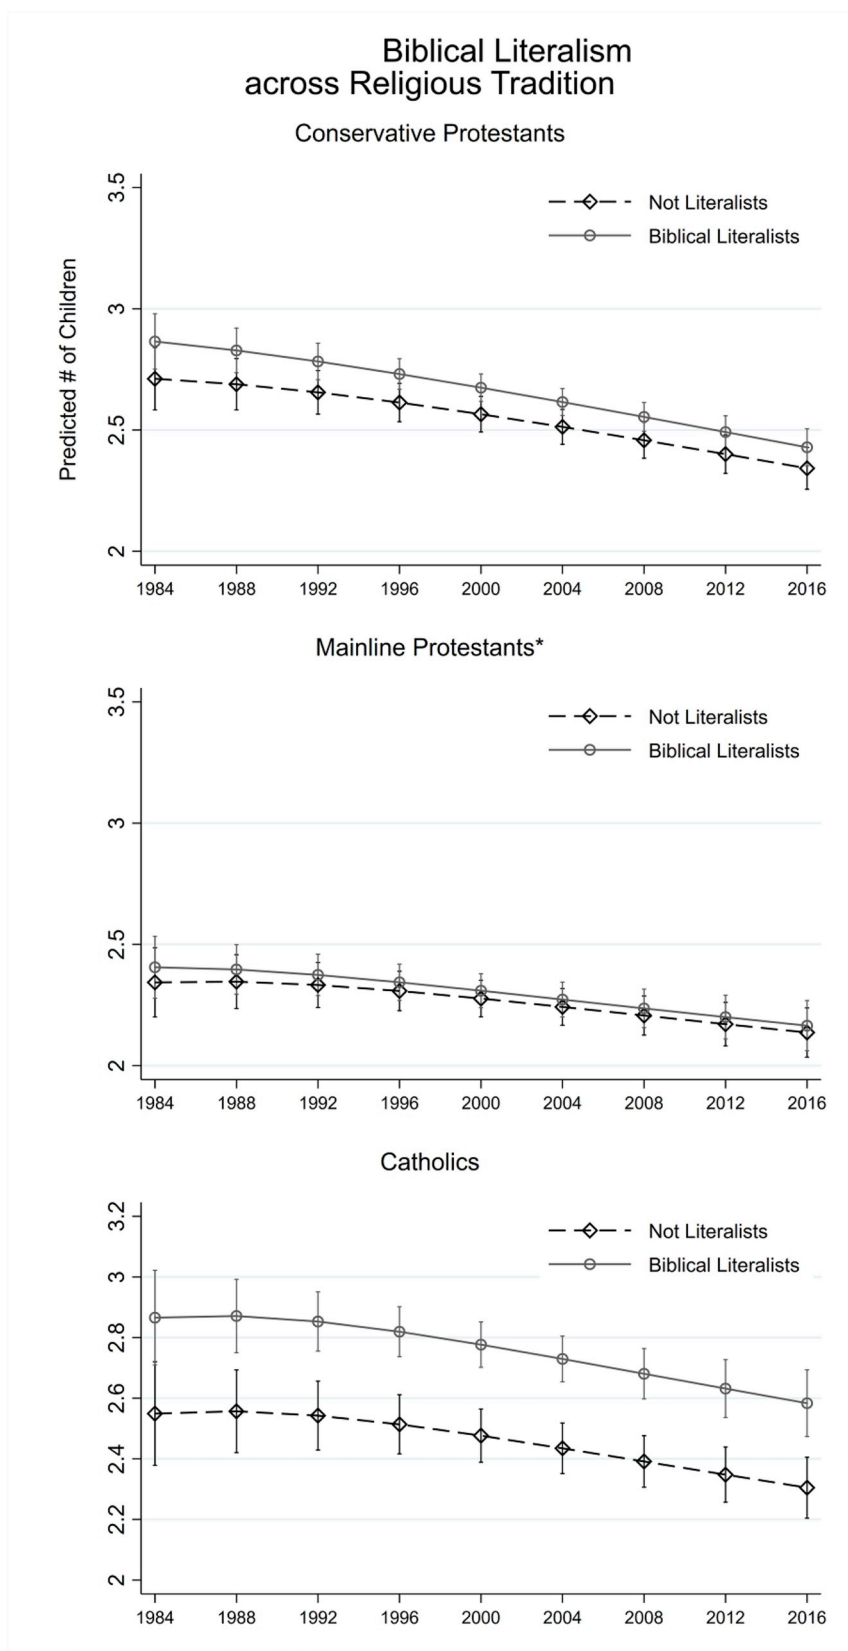 Biblical Literalism
across Religious Tradition
Conservative Protestants
Not Literalists
Biblical Literalists
Predicted # of Children
3.5
3
2.5
2
1984 1988 1992 1996 2000 2004 2008 2012 2016
Mainline Protestants*
Not Literalists
Biblical Literalists
3.5
3
2.5
2
1984 1988 1992 1996 2000 2004 2008 2012 2016
Catholics
Not Literalists
Biblical Literalists
3.2
3
2.8
2.6
2.4
2.2
2
1984 1988 1992 1996 2000 2004 2008 2012 2016